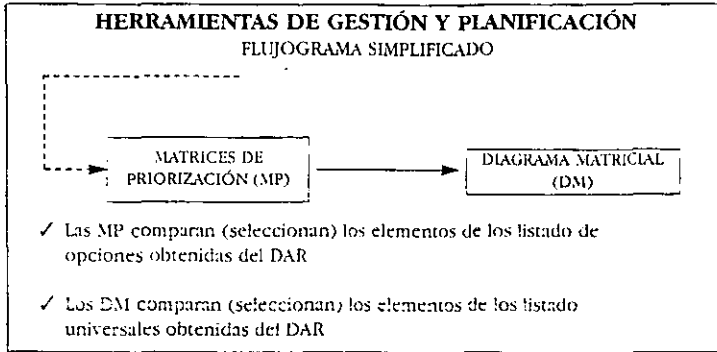 HERRAMIENTAS DE GESTIÓN Y PLANIFICACIÓN
FLUJOGRAMA SIMPLIFICADO
MATRICES DE
PRIORIZACIÓN (MP)
DIAGRAMA MATRICIAL
(DM)
✓ Las MP comparan (seleccionan) los elementos de los listado de
opciones obtenidas del DAR
✓ Los DM comparan (seleccionan) los elementos de los listado
universales obtenidas del DAR